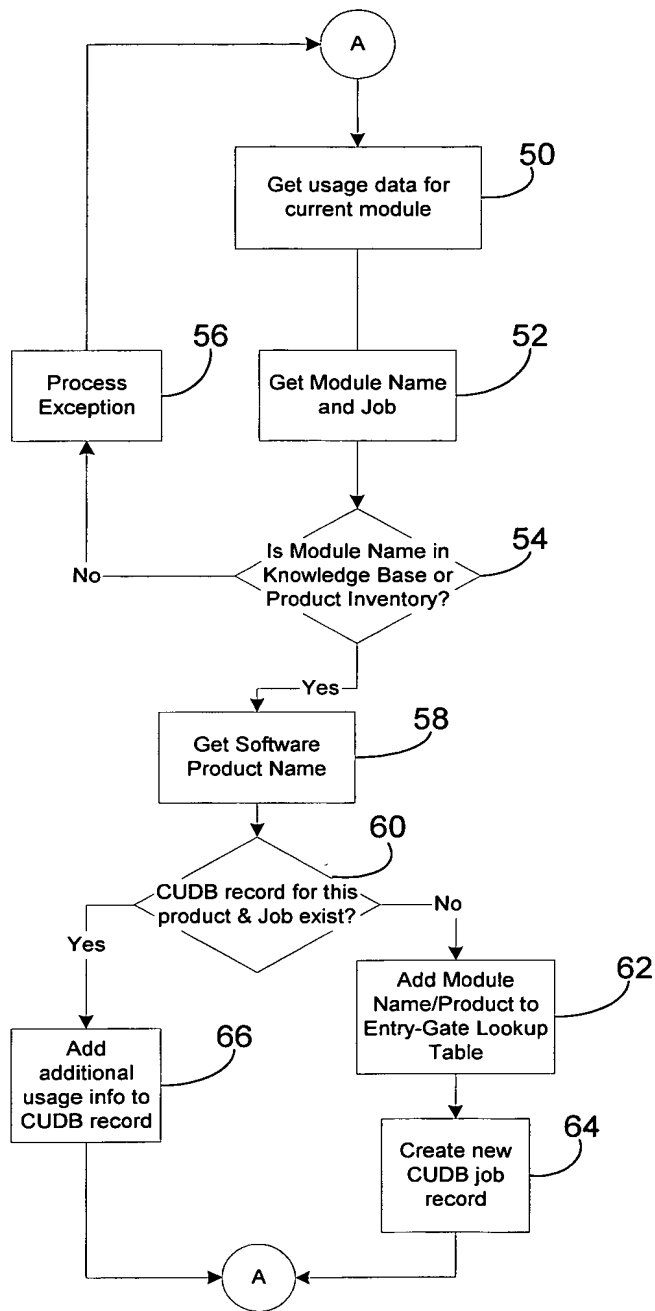 A
50
Get usage data for
current module
56
Process
Exception
52
Get Module Name
and Job
54
Is Module Name in
Knowledge Base or
Product Inventory?
No
Yes
58
Get Software
Product Name
60
CUDB record for this
product & Job exist?
No
Yes
62
Add Module
Name/Product to
Entry-Gate Lookup
Table
66
Add
additional
usage info to
CUDB record
64
Create new
CUDB job
record
A